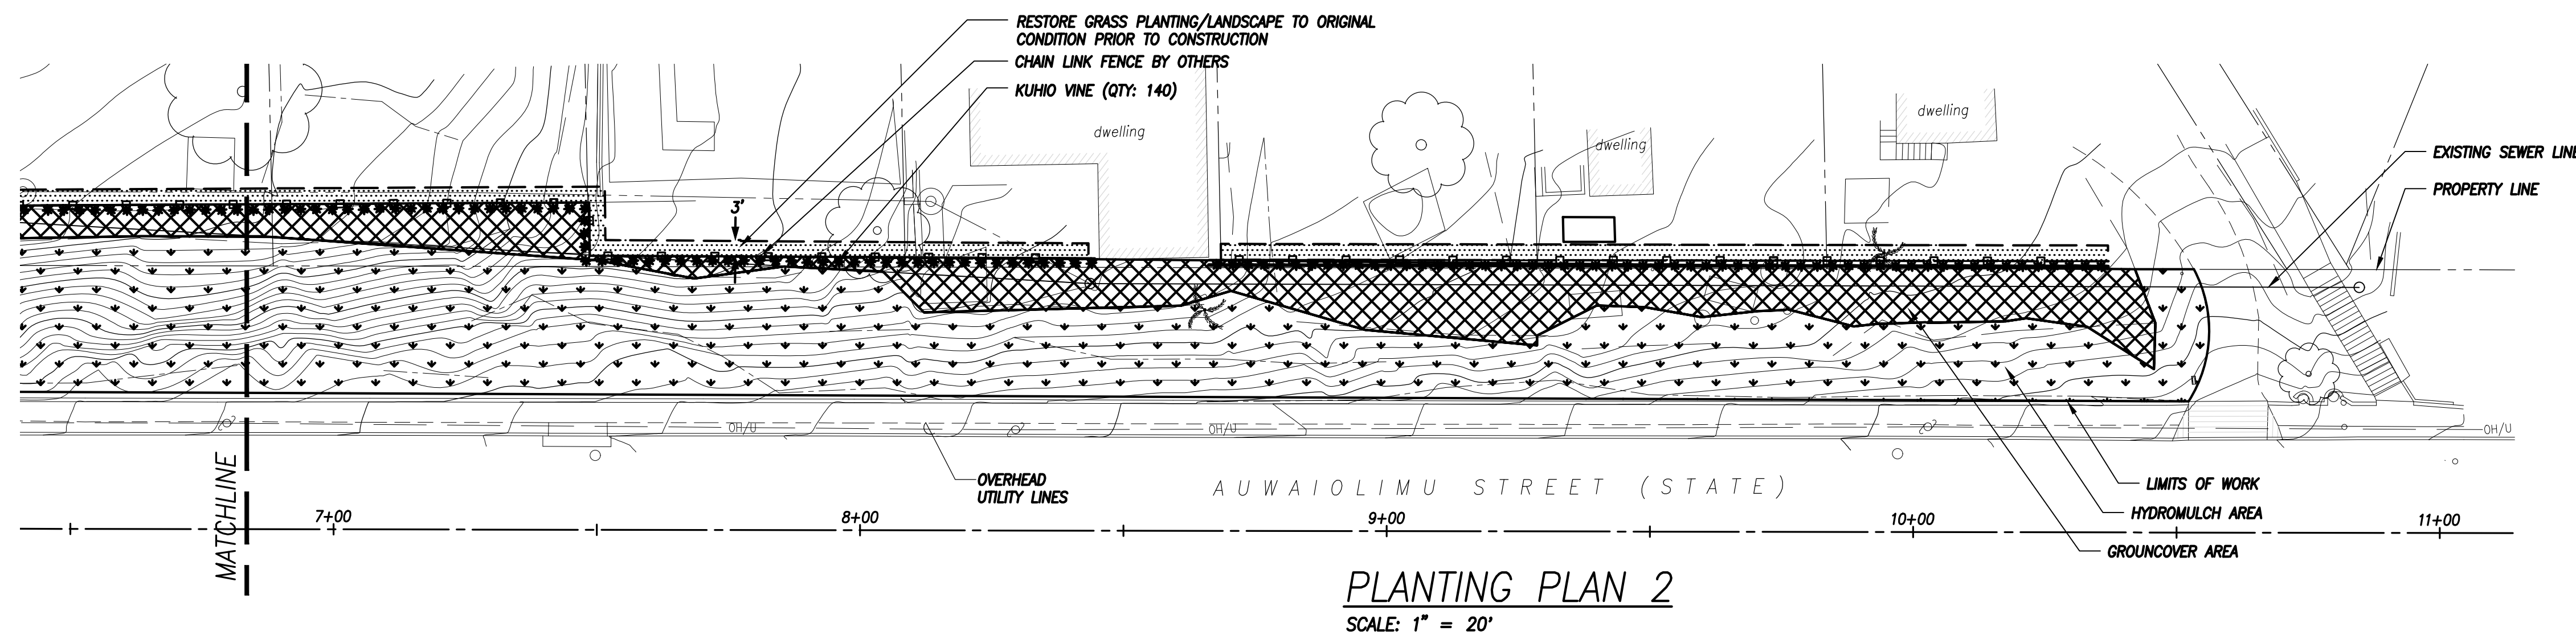 RESTORE GRASS PLANTING/LANDSCAPE TO ORIGINAL
CONDITION PRIOR TO CONSTRUCTION
CHAIN LINK FENCE BY OTHERS
KUHIO VINE (QTY: 140)
dwelling
dwelling
dwelling
EXISTING SEWER LINE
PROPERTY LINE
3'
OH/U
OH/U
OH/U
OVERHEAD
UTILITY LINES
AUWAIOLIMU STREET (STATE)
LIMITS OF WORK
HYDROMULCH AREA
GROUNCOVER AREA
MATCHLINE
7+00
8+00
9+00
10+00
11+00
PLANTING PLAN 2
SCALE: 1" = 20'